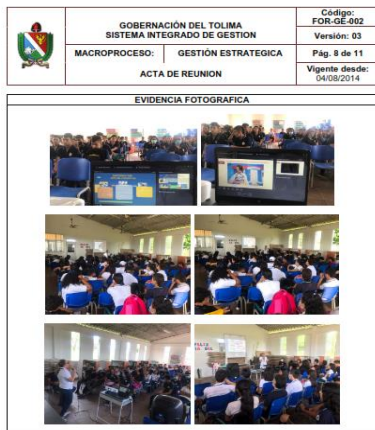 GOBERNACIÓN DEL TOLIMA
SISTEMA INTEGRADO DE GESTION
MACROPROCESO: GESTIÓN ESTRATEGICA
ACTA DE REUNION
Código:
FOR-GE-002
Versión: 03
Pág. 8 de 11
Vigente desde:
04/08/2014
EVIDENCIA FOTOGRAFICA